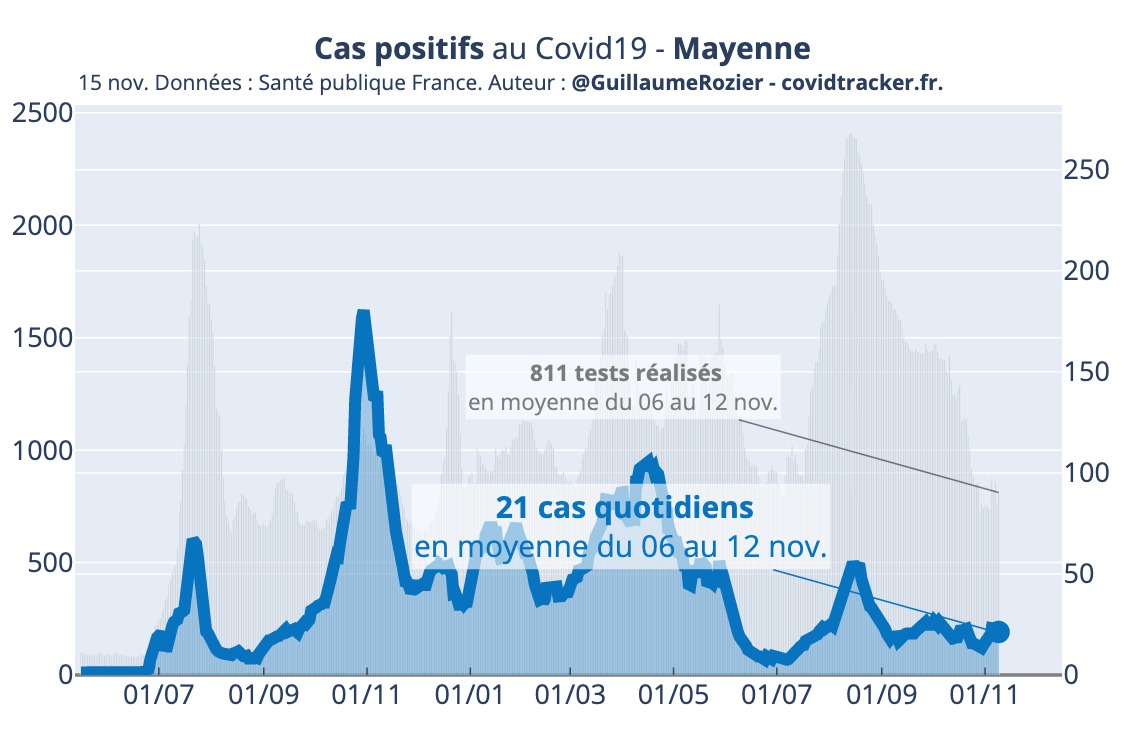 Cas positifs au Covid19 - Mayenne
15 nov. Données : Santé publique France. Auteur : @GuillaumeRozier - covidtracker.fr.
2500
2000
1500
1000
500
0
250
200
150
100
50
0
811 tests réalisés
en moyenne du 06 au 12 nov.
21 cas quotidiens
en moyenne du 06 au 12 nov.
01/07 01/09 01/11 01/01 01/03 01/05 01/07 01/09 01/11